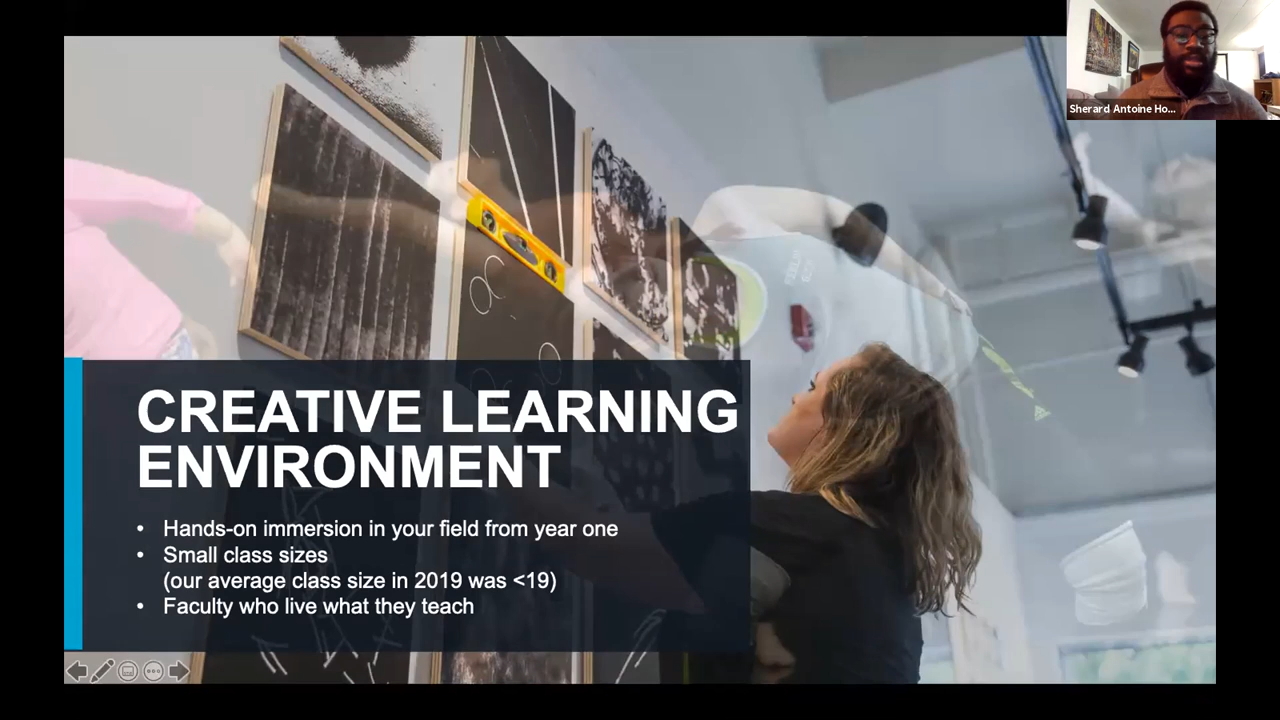 Sherard Antoine Ho...
CREATIVE LEARNING
ENVIRONMENT
• Hands-on immersion in your field from year one
• Small class sizes
(our average class size in 2019 was <19)
• Faculty who live what they teach